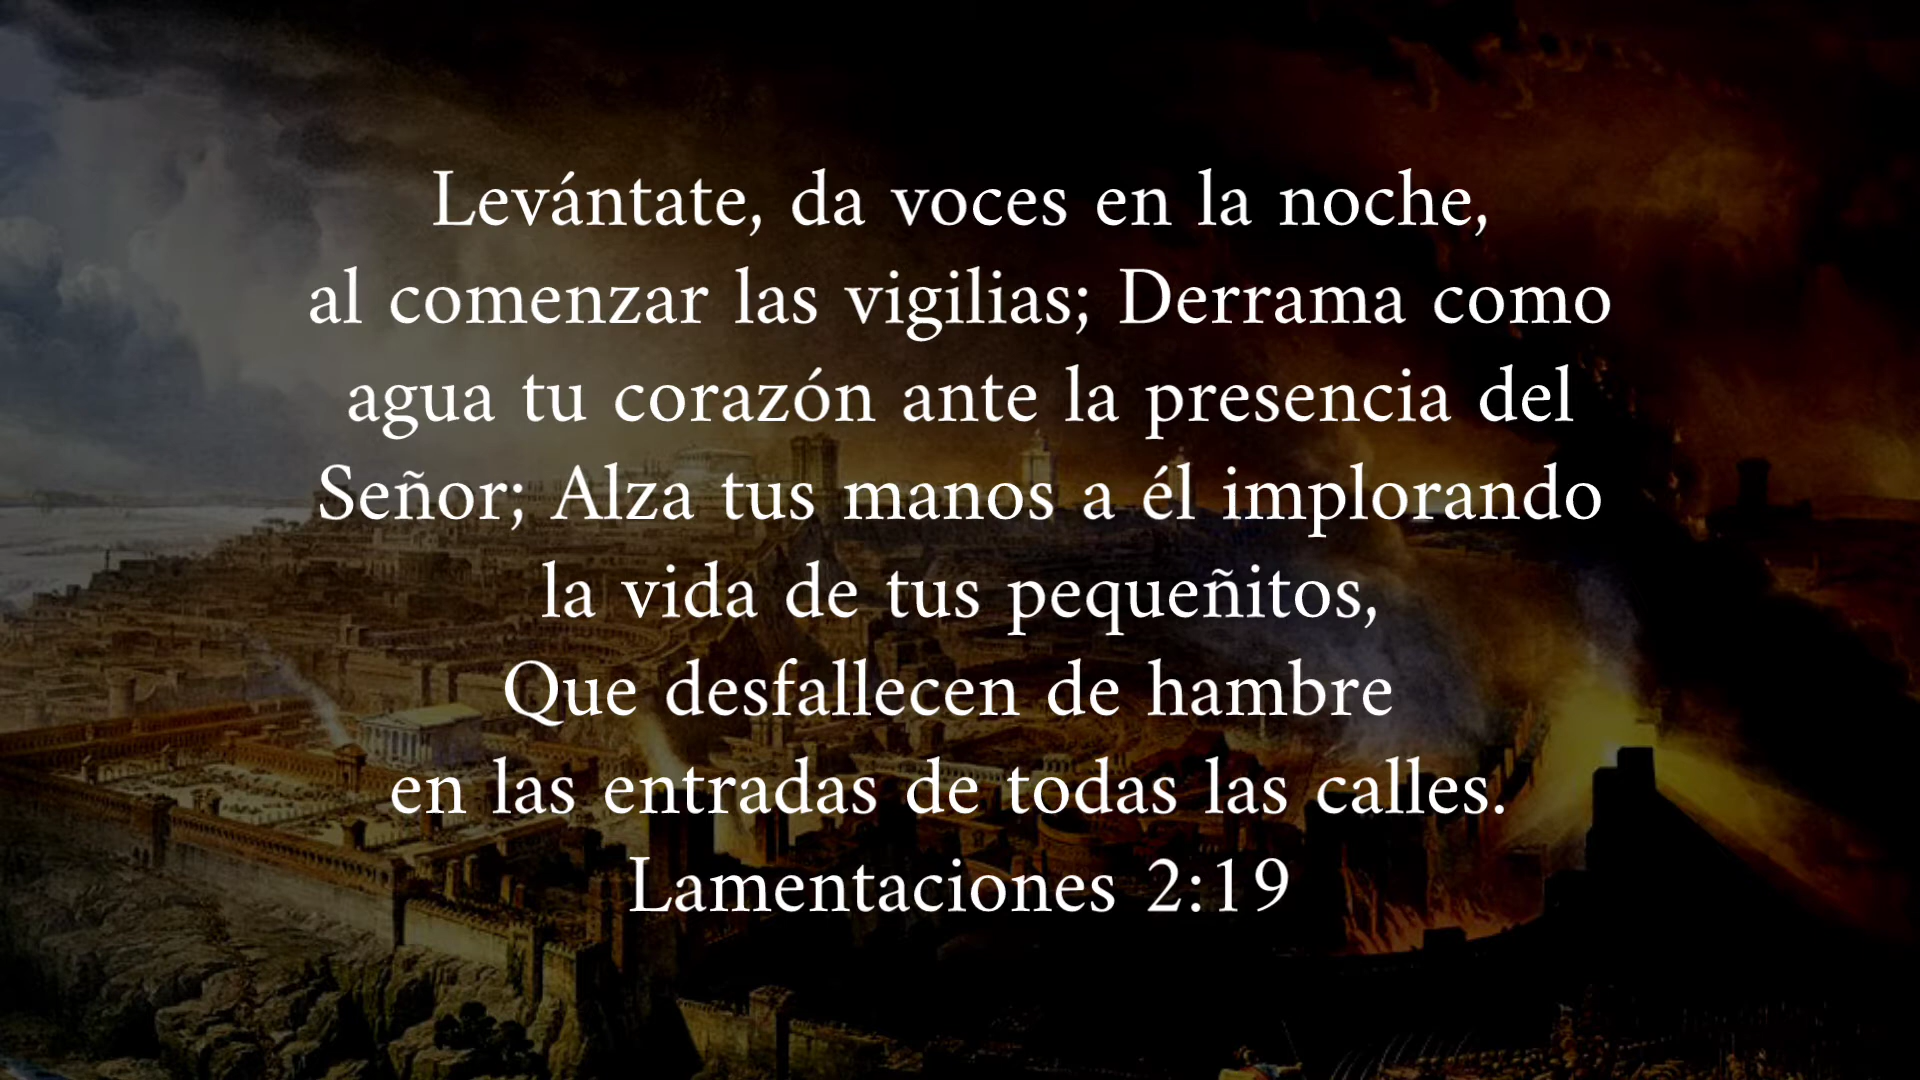 Levántate, da voces en la noche,
al comenzar las vigilias; Derrama como
agua tu corazón ante la presencia del
Señor; Alza tus manos a él implorando
la vida de tus pequeñitos,
Que desfallecen de hambre
en las entradas de todas las calles.
Lamentaciones 2:19